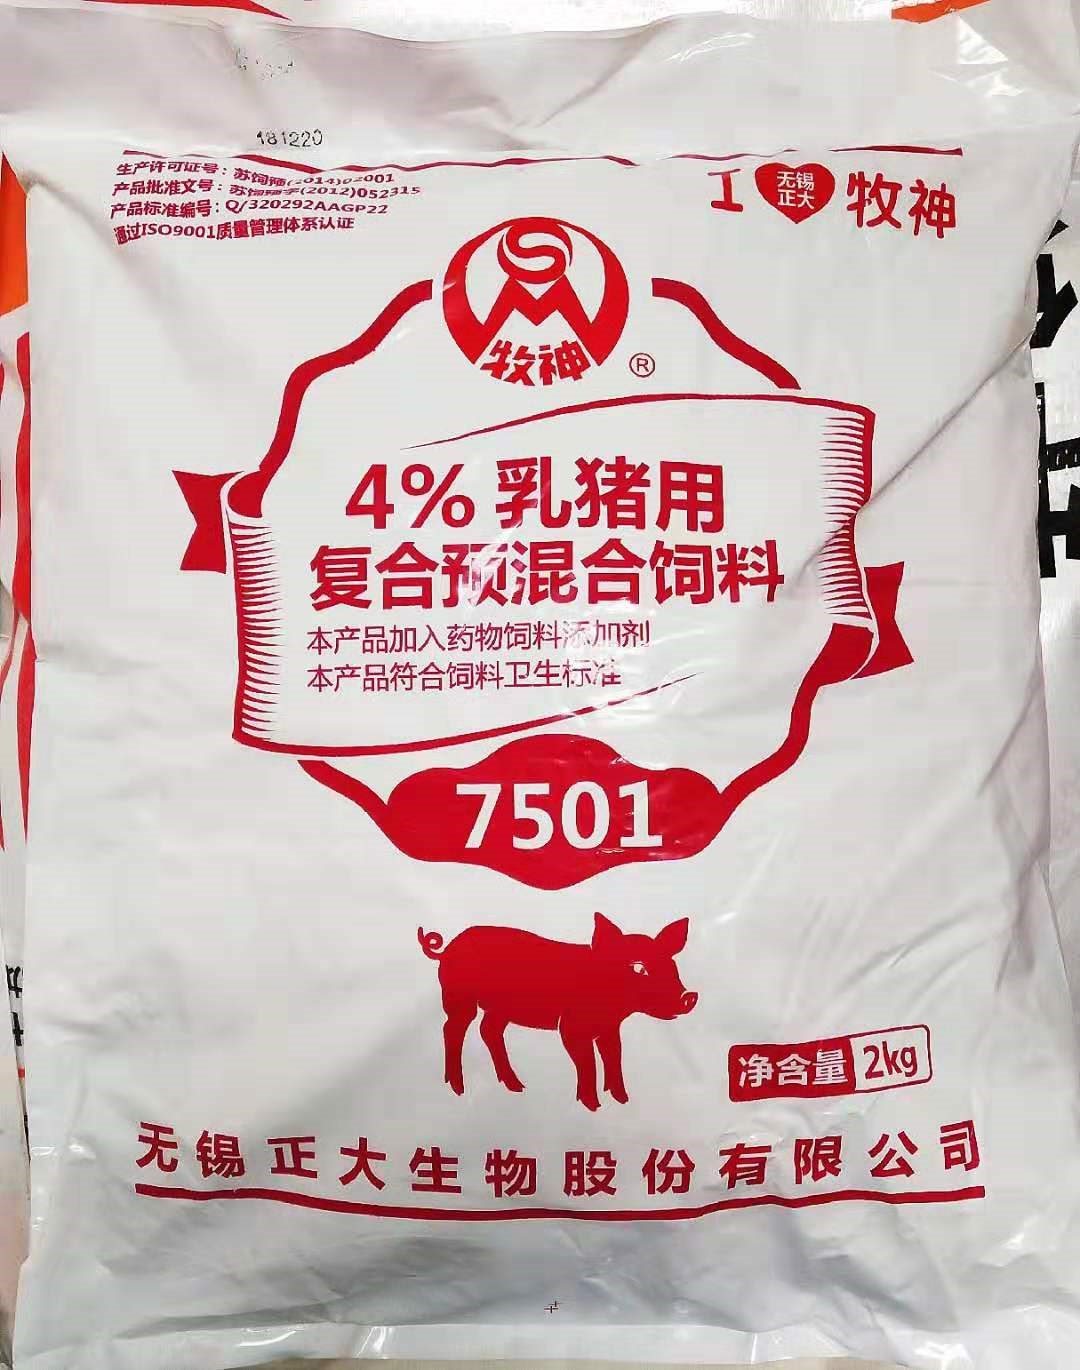 181220
生产许可证号：苏饲预(2014)02001
产品批准文号：苏饲预字(2012)052315
产品标准编号：Q/320292AAGP22
通过ISO9001质量管理体系认证
I 无锡正大 牧神
SM
牧神®
4% 乳猪用
复合预混合饲料
本产品加入药物饲料添加剂
本产品符合饲料卫生标准
7501
净含量 2kg
无锡正大生物股份有限公司